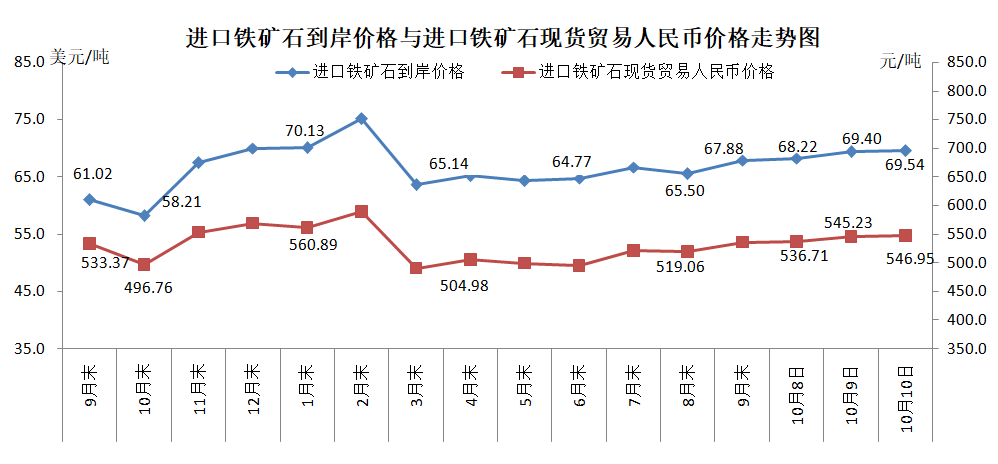 进口铁矿石到岸价格与进口铁矿石现货贸易人民币价格走势图
美元/吨
元/吨
进口铁矿石到岸价格
进口铁矿石现货贸易人民币价格
85.0
75.0
65.0
55.0
45.0
35.0
850.0
800.0
750.0
700.0
650.0
600.0
550.0
500.0
450.0
400.0
350.0
61.02
58.21
70.13
65.14
64.77
65.50
67.88
68.22
69.40
69.54
533.37
496.76
560.89
504.98
519.06
536.71
545.23
546.95
9月末
10月末
11月末
12月末
1月末
2月末
3月末
4月末
5月末
6月末
7月末
8月末
9月末
10月8日
10月9日
10月10日